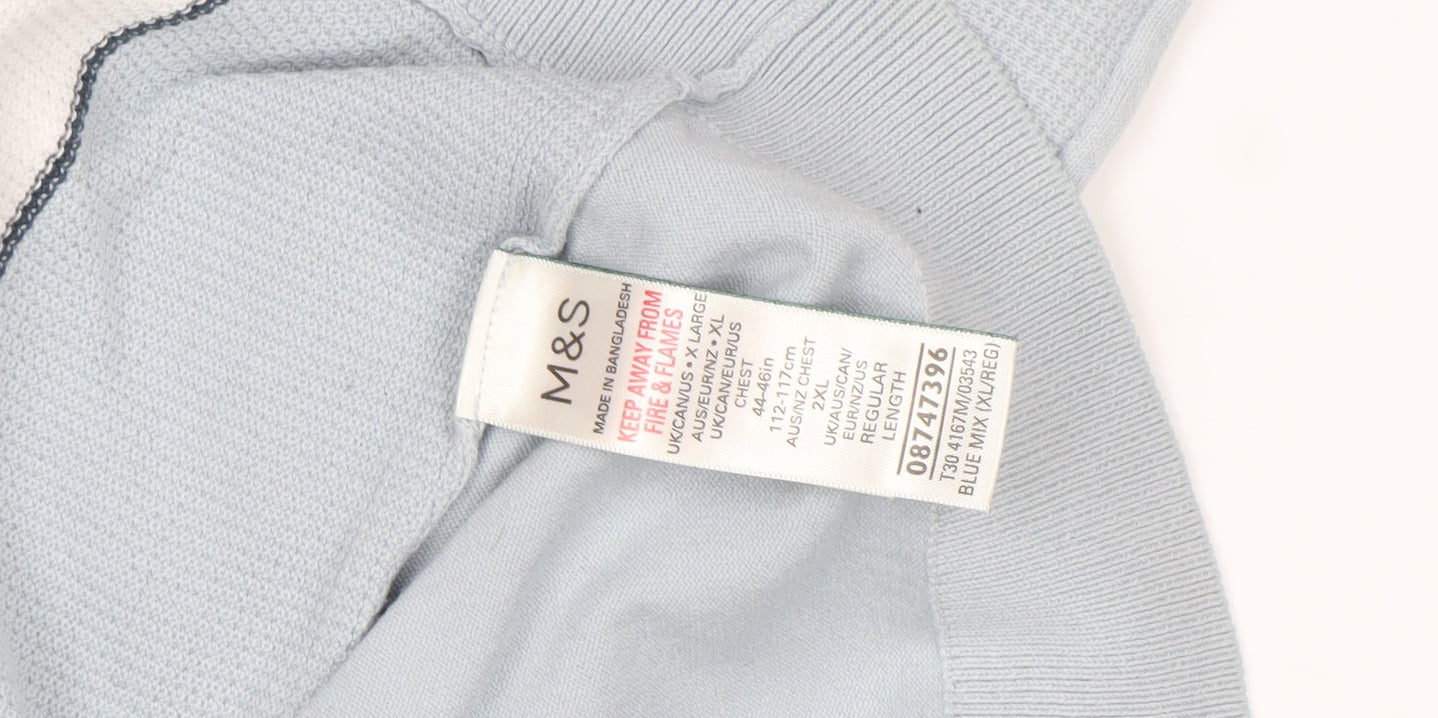 M&S
MADE IN BANGLADESH
KEEP AWAY FROM
FIRE & FLAMES
UK/CAN/US • X LARGE
AUS/EUR/NZ • XL
UK/CAN/EUR/US
CHEST
44-46in
112-117cm
AUS/NZ CHEST
2XL
UK/AUS/CAN/
EUR/NZ/US
REGULAR
LENGTH
08747396
T30 4167M/03543
BLUE MIX (XL/REG)